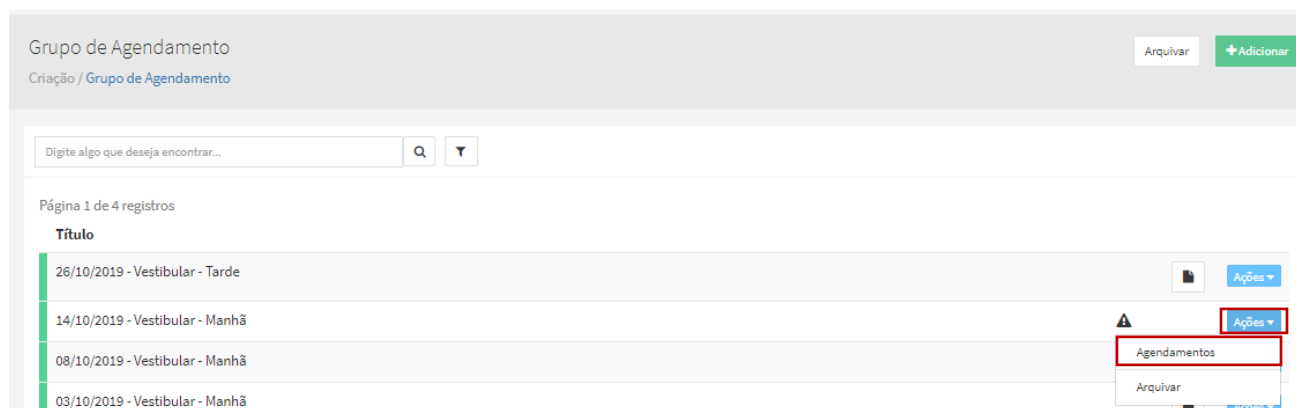 Grupo de Agendamento
Arquivar
Adicionar
Criação / Grupo de Agendamento
Digite algo que deseja encontrar...
Página 1 de 4 registros
Título
26/10/2019 - Vestibular - Tarde
Ações
14/10/2019 - Vestibular - Manhã
Ações
Agendamentos
08/10/2019 - Vestibular - Manhã
Arquivar
03/10/2019 - Vestibular - Manhã